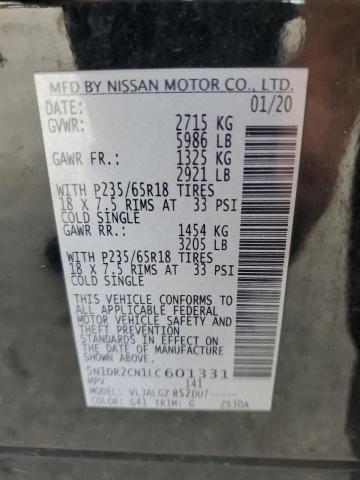 MFD BY NISSAN MOTOR CO., LTD.
DATE: 01/20
GVWR: 2715 KG
5986 LB
GAWR FR.: 1325 KG
2921 LB
WITH P235/65R18 TIRES
18 X 7.5 RIMS AT 33 PSI
COLD SINGLE
GAWR RR.: 1454 KG
3205 LB
WITH P235/65R18 TIRES
18 X 7.5 RIMS AT 33 PSI
COLD SINGLE
THIS VEHICLE CONFORMS TO
ALL APPLICABLE FEDERAL
MOTOR VEHICLE SAFETY AND
THEFT PREVENTION
STANDARDS IN EFFECT ON
THE DATE OF MANUFACTURE
SHOWN ABOVE.
5N1DR2CN1LC601331
MPV 141
MODEL: VLJALGZ R52DU7-----
COLOR: G41 TRIM: G 2S30A